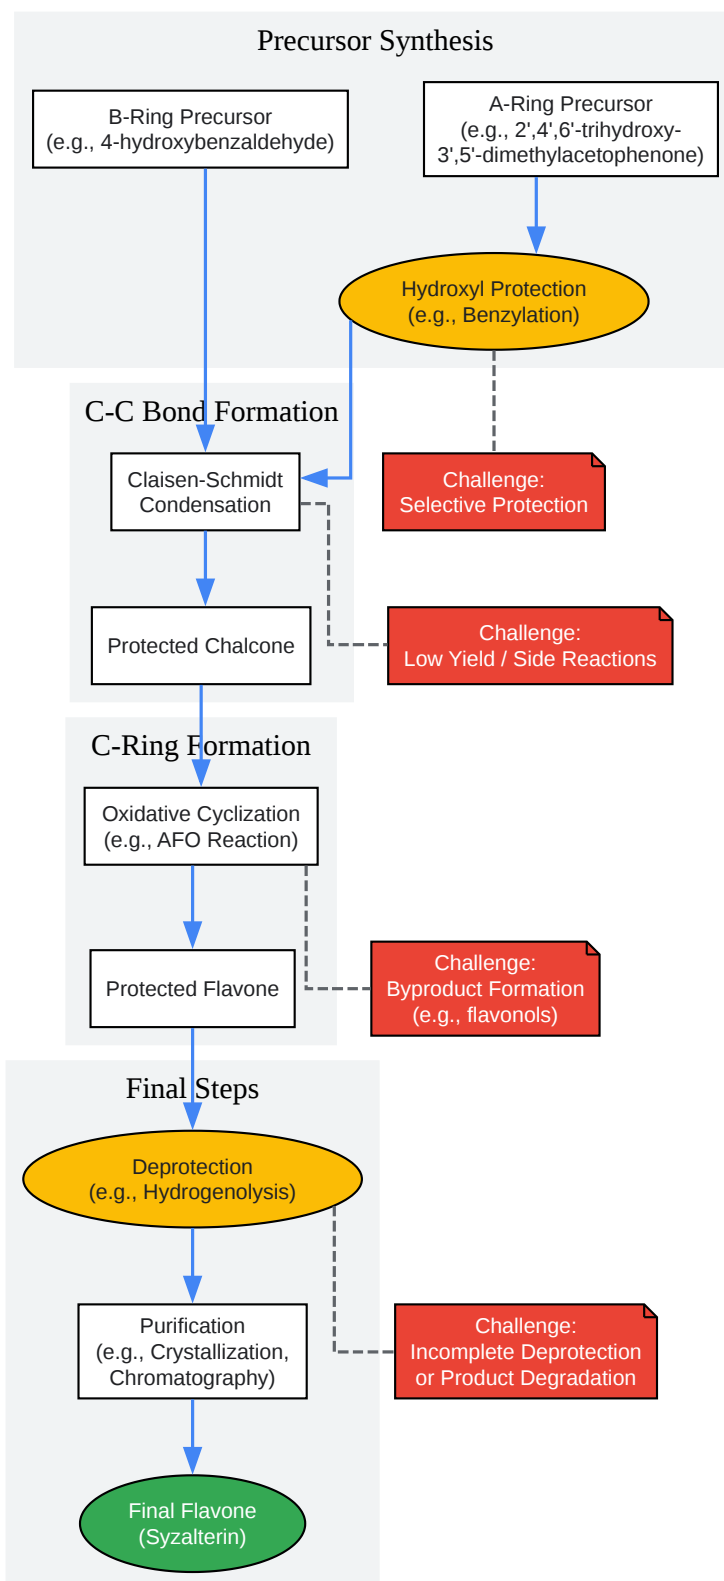 Precursor Synthesis
B-Ring Precursor
(e.g., 4-hydroxybenzaldehyde)
A-Ring Precursor
(e.g., 2',4',6'-trihydroxy-
3',5'-dimethylacetophenone)
Hydroxyl Protection
(e.g., Benzylation)
C-C Bond Formation
Claisen-Schmidt
Condensation
Challenge:
Selective Protection
Protected Chalcone
Challenge:
Low Yield / Side Reactions
C-Ring Formation
Oxidative Cyclization
(e.g., AFO Reaction)
Protected Flavone
Challenge:
Byproduct Formation
(e.g., flavonols)
Final Steps
Deprotection
(e.g., Hydrogenolysis)
Purification
(e.g., Crystallization,
Chromatography)
Challenge:
Incomplete Deprotection
or Product Degradation
Final Flavone
(Syzalterin)